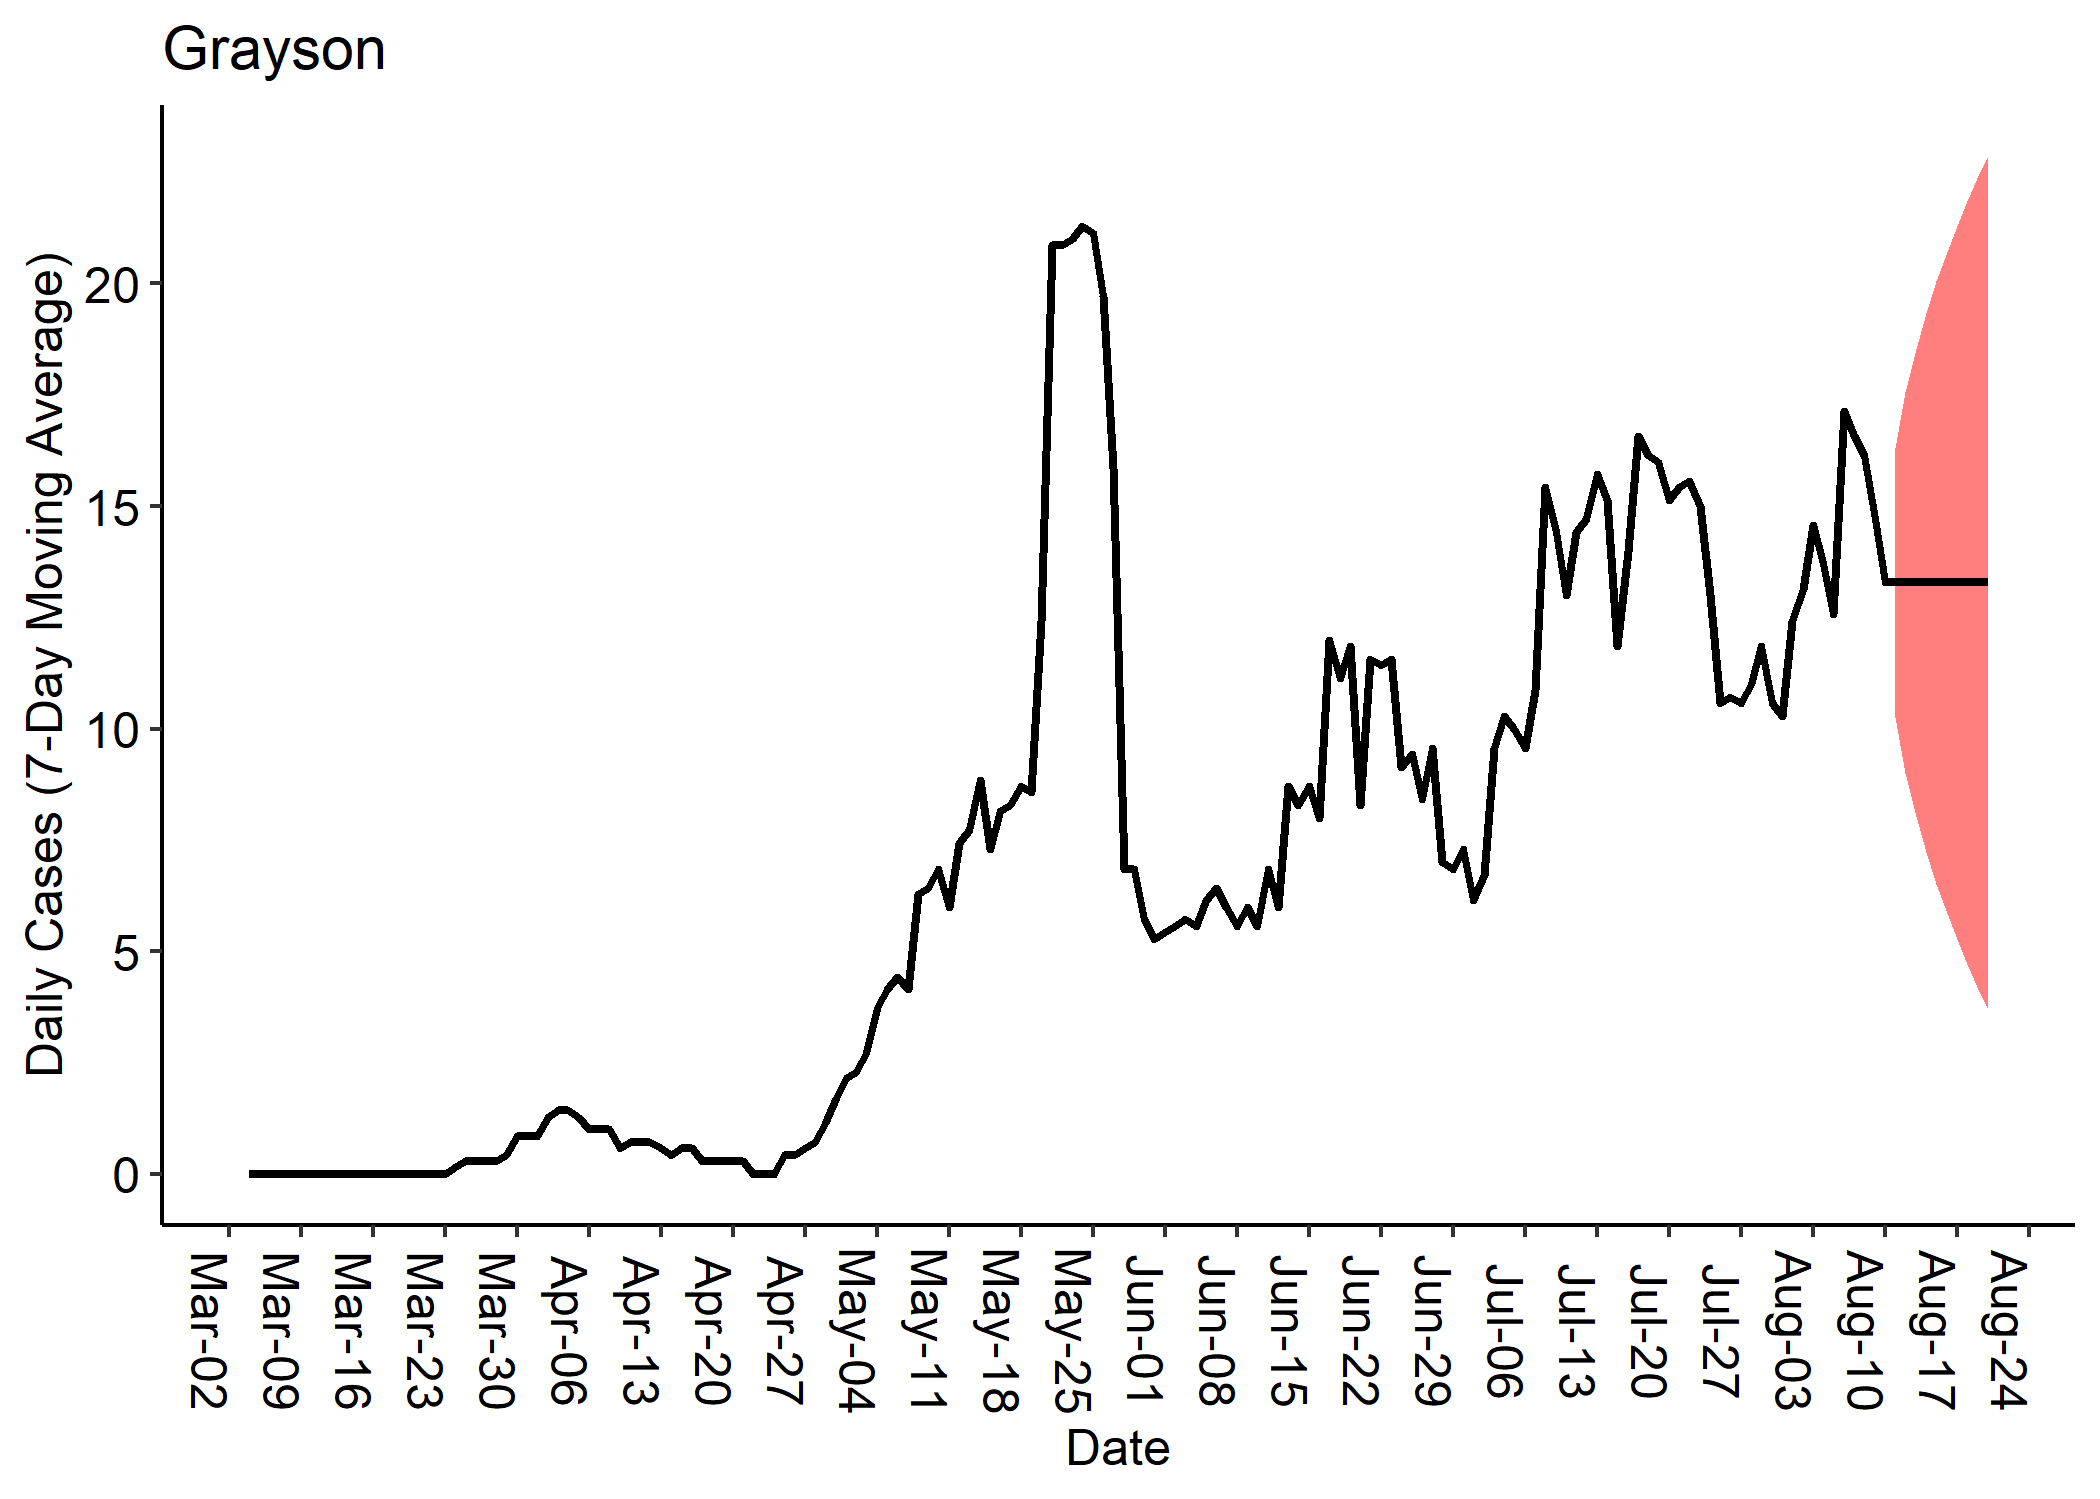 Grayson
Daily Cases (7-Day Moving Average)
20
15
10
5
0
Mar-02
Mar-09
Mar-16
Mar-23
Mar-30
Apr-06
Apr-13
Apr-20
Apr-27
May-04
May-11
May-18
May-25
Jun-01
Jun-08
Jun-15
Jun-22
Jun-29
Jul-06
Jul-13
Jul-20
Jul-27
Aug-03
Aug-10
Aug-17
Aug-24
Date